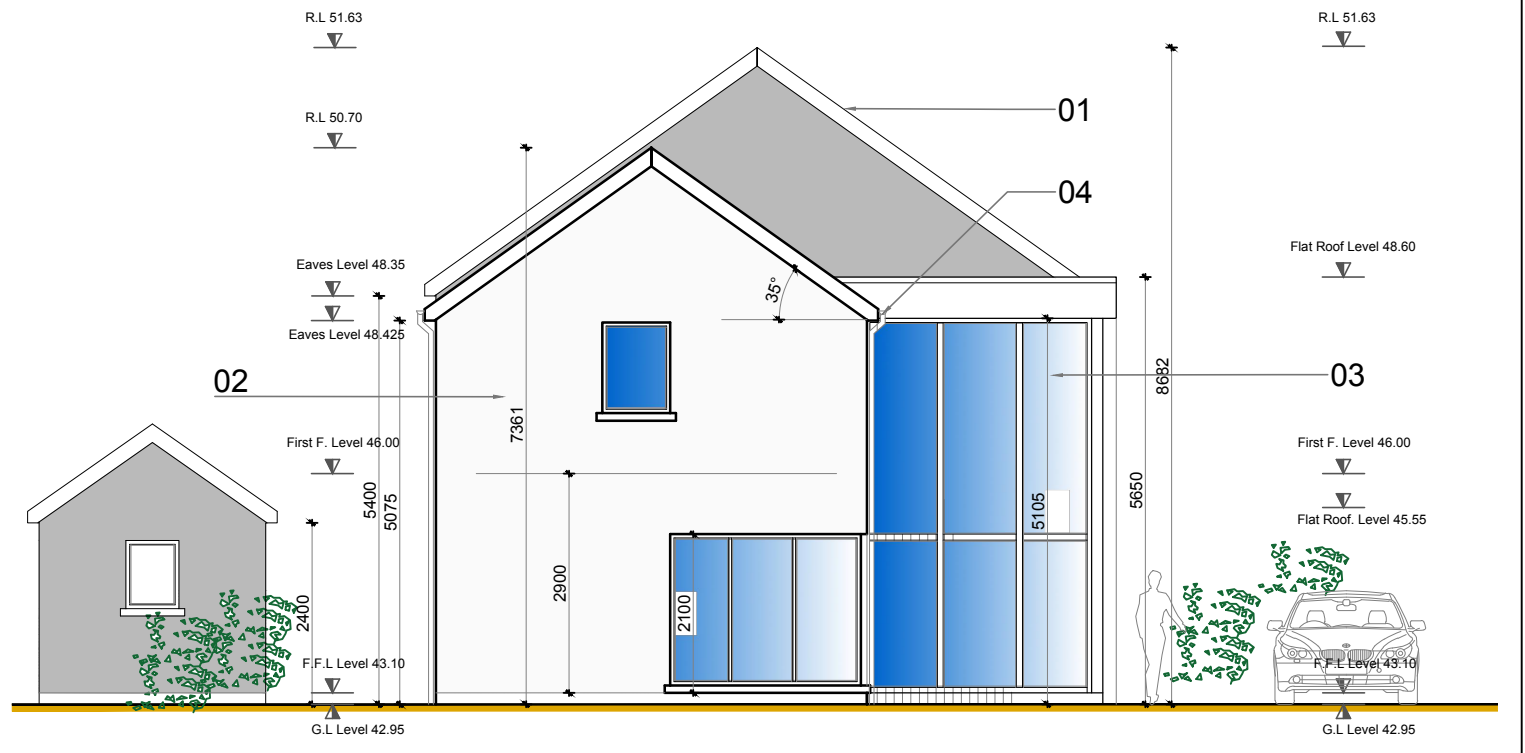 R.L 51.63
R.L 51.63
01
R.L 50.70
04
Flat Roof Level 48.60
Eaves Level 48.35
35°
Eaves Level 48.425
8682
03
02
7361
First F. Level 46.00
First F. Level 46.00
5400
5075
5105
5650
Flat Roof. Level 45.55
2900
2100
2400
F.F.L Level 43.10
F.F.L Level 43.10
G.L Level 42.95
G.L Level 42.95